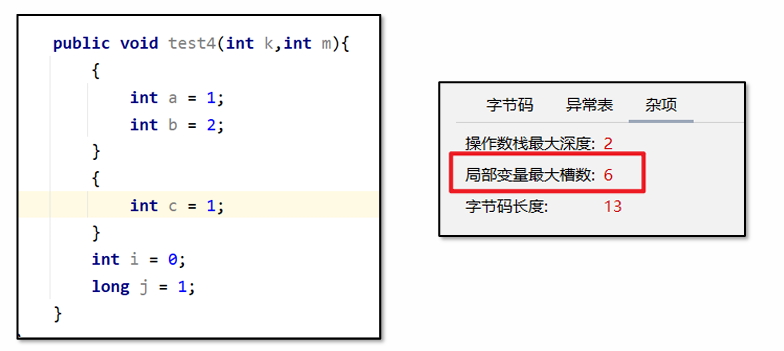 public void test4(int k,int m){
{
int a = 1;
int b = 2;
}
{
int c = 1;
}
int i = 0;
long j = 1;
}
字节码 异常表 杂项
操作数栈最大深度: 2
局部变量最大槽数: 6
字节码长度: 13